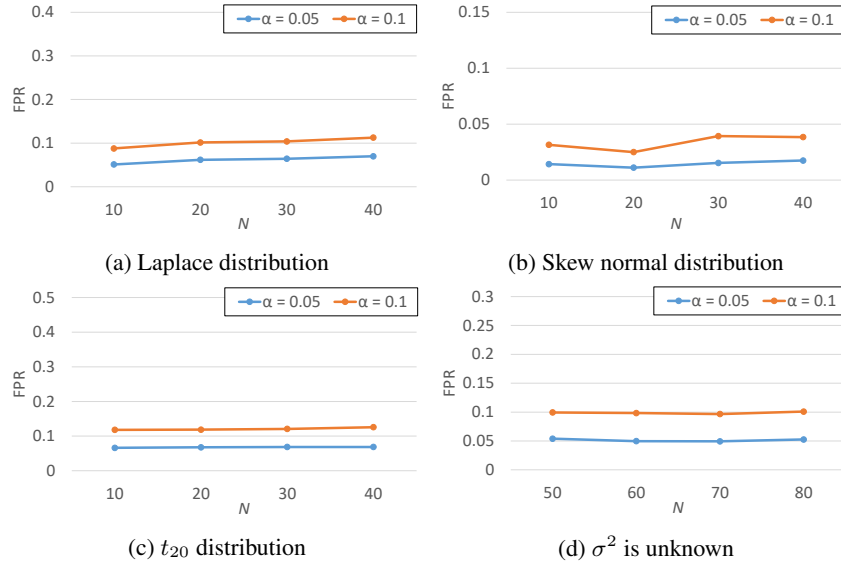 0.4
α = 0.05
α = 0.1
0.3
0.2
0.1
0
FPR
10 20 30 40
N
(a) Laplace distribution
0.15
α = 0.05
α = 0.1
0.1
0.05
0
FPR
10 20 30 40
N
(b) Skew normal distribution
0.5
α = 0.05
α = 0.1
0.4
0.3
0.2
0.1
0
FPR
10 20 30 40
N
(c) t₂₀ distribution
0.3
α = 0.05
α = 0.1
0.25
0.2
0.15
0.1
0.05
0
FPR
50 60 70 80
N
(d) σ² is unknown